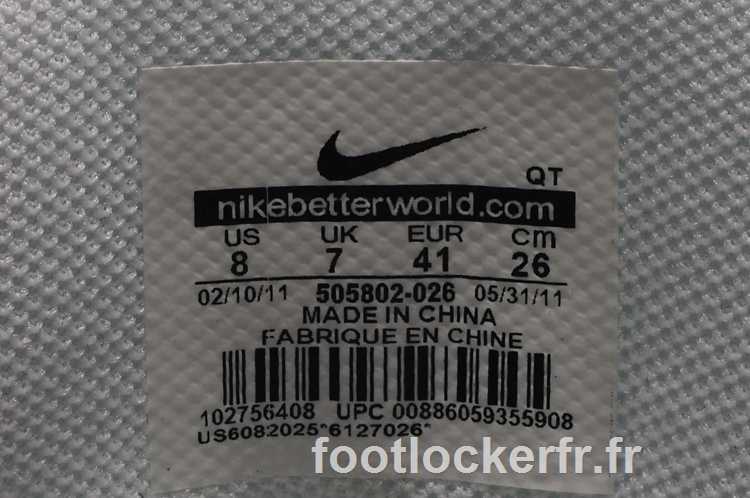 QT
nikebetterworld.com
US UK EUR Cm
8 7 41 26
02/10/11 505802-026 05/31/11
MADE IN CHINA
FABRIQUE EN CHINE
102756408 UPC 00886059355908
US6082025*6127026*
footlockerfr.fr